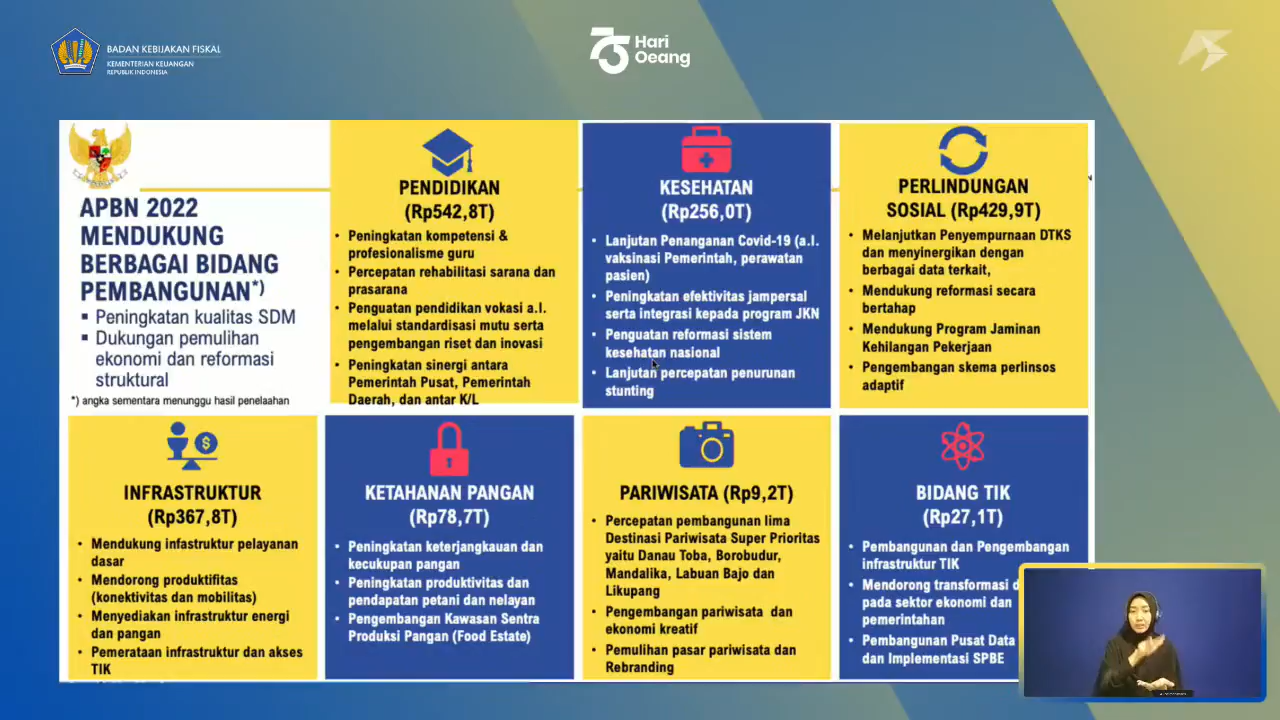 BADAN KEBIJAKAN FISKAL
KEMENTERIAN KEUANGAN
REPUBLIK INDONESIA
75 Hari
Oeang
APBN 2022
MENDUKUNG
BERBAGAI BIDANG
PEMBANGUNAN*)
▪ Peningkatan kualitas SDM
▪ Dukungan pemulihan
ekonomi dan reformasi
struktural
*) angka sementara menunggu hasil penelaahan
PENDIDIKAN
(Rp542,8T)
• Peningkatan kompetensi &
profesionalisme guru
• Percepatan rehabilitasi sarana dan
prasarana
• Penguatan pendidikan vokasi a.l.
melalui standardisasi mutu serta
pengembangan riset dan inovasi
• Peningkatan sinergi antara
Pemerintah Pusat, Pemerintah
Daerah, dan antar K/L
KESEHATAN
(Rp256,0T)
• Lanjutan Penanganan Covid-19 (a.l.
vaksinasi Pemerintah, perawatan
pasien)
• Peningkatan efektivitas jampersal
serta integrasi kepada program JKN
• Penguatan reformasi sistem
kesehatan nasional
• Lanjutan percepatan penurunan
stunting
PERLINDUNGAN
SOSIAL (Rp429,9T)
• Melanjutkan Penyempurnaan DTKS
dan menyinergikan dengan
berbagai data terkait,
• Mendukung reformasi secara
bertahap
• Mendukung Program Jaminan
Kehilangan Pekerjaan
• Pengembangan skema perlinsos
adaptif
INFRASTRUKTUR
(Rp367,8T)
• Mendukung infastruktur pelayanan
dasar
• Mendorong produktifitas
(konektivitas dan mobilitas)
• Menyediakan infrastruktur energi
dan pangan
• Pemerataan infrastruktur dan akses
TIK
KETAHANAN PANGAN
(Rp78,7T)
• Peningkatan keterjangkauan dan
kecukupan pangan
• Peningkatan produktivitas dan
pendapatan petani dan nelayan
• Pengembangan Kawasan Sentra
Produksi Pangan (Food Estate)
PARIWISATA (Rp9,2T)
• Percepatan pembangunan lima
Destinasi Pariwisata Super Prioritas
yaitu Danau Toba, Borobudur,
Mandalika, Labuan Bajo dan
Likupang
• Pengembangan pariwisata dan
ekonomi kreatif
• Pemulihan pasar pariwisata dan
Rebranding
BIDANG TIK
(Rp27,1T)
• Pembangunan dan Pengembangan
infrastruktur TIK
• Mendorong transformasi
pada sektor ekonomi dan
pemerintahan
• Pembangunan Pusat Data
dan Implementasi SPBE